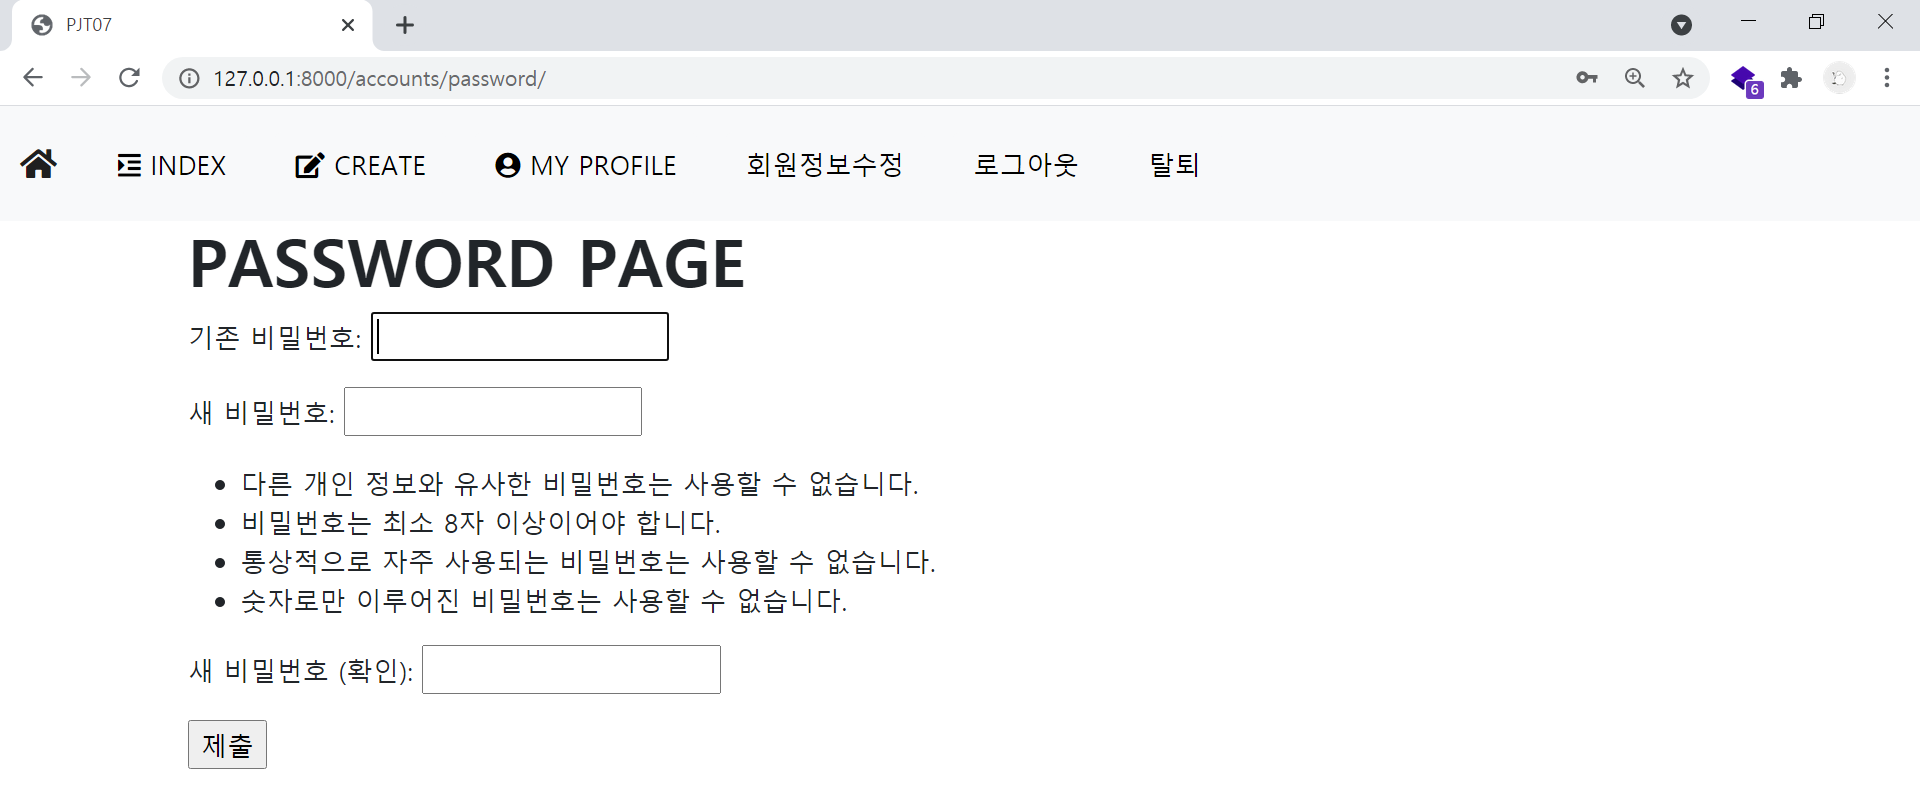 PJT07
127.0.0.1:8000/accounts/password/
6
INDEX CREATE MY PROFILE 회원정보수정 로그아웃 탈퇴
PASSWORD PAGE
기존 비밀번호:
새 비밀번호:
다른 개인 정보와 유사한 비밀번호는 사용할 수 없습니다.
비밀번호는 최소 8자 이상이어야 합니다.
통상적으로 자주 사용되는 비밀번호는 사용할 수 없습니다.
숫자로만 이루어진 비밀번호는 사용할 수 없습니다.
새 비밀번호 (확인):
제출